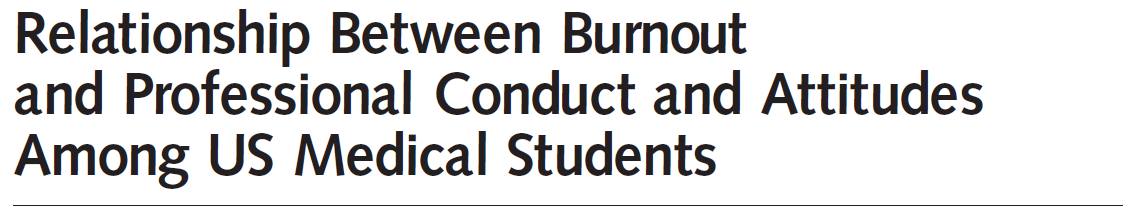 Relationship Between Burnout
and Professional Conduct and Attitudes
Among US Medical Students